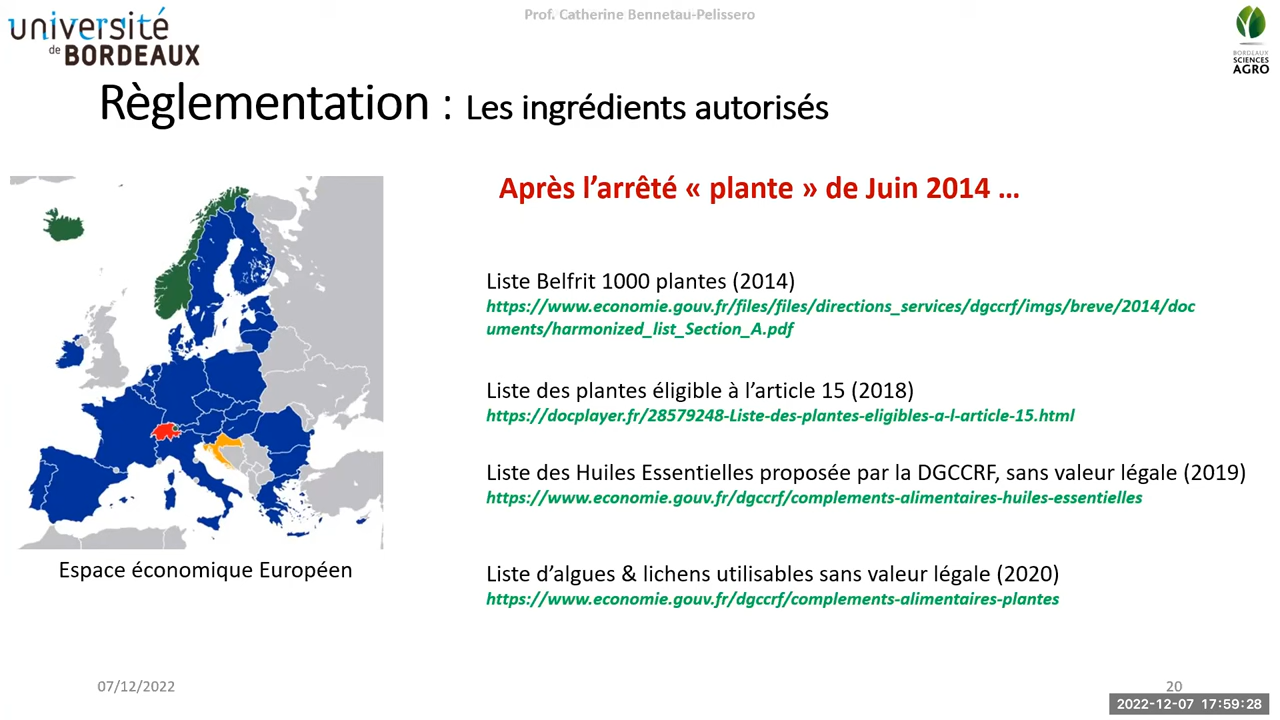 Prof. Catherine Bennetau-Pelissero
université
de BORDEAUX
BORDEAUX
SCIENCES
AGRO
Règlementation : Les ingrédients autorisés
Après l'arrêté « plante » de Juin 2014 ...
Liste Belfrit 1000 plantes (2014)
https://www.economie.gouv.fr/files/files/directions_services/dgccrf/imgs/breve/2014/doc
uments/harmonized_list_Section_A.pdf
Liste des plantes éligible à l'article 15 (2018)
https://docplayer.fr/28579248-Liste-des-plantes-eligibles-a-l-article-15.html
Liste des Huiles Essentielles proposée par la DGCCRF, sans valeur légale (2019)
https://www.economie.gouv.fr/dgccrf/complements-alimentaires-huiles-essentielles
Espace économique Européen
Liste d'algues & lichens utilisables sans valeur légale (2020)
https://www.economie.gouv.fr/dgccrf/complements-alimentaires-plantes
07/12/2022
20
2022-12-07 17:59:28